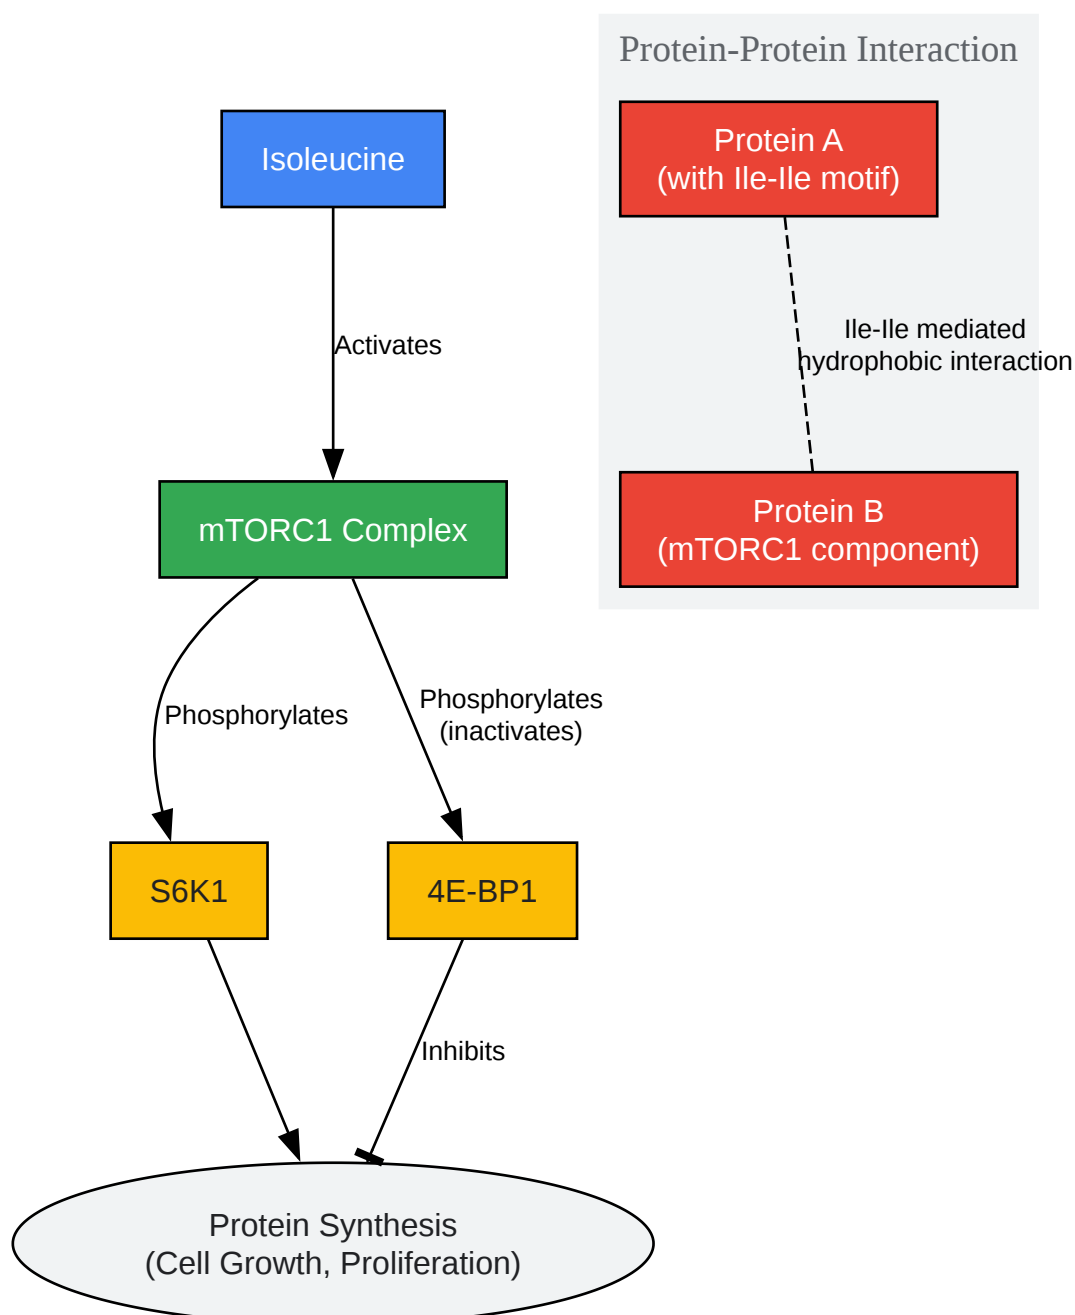 Protein-Protein Interaction
Isoleucine
Protein A
(with Ile-Ile motif)
Activates
Ile-Ile mediated
hydrophobic interaction
mTORC1 Complex
Protein B
(mTORC1 component)
Phosphorylates
Phosphorylates
(inactivates)
S6K1
4E-BP1
Inhibits
Protein Synthesis
(Cell Growth, Proliferation)